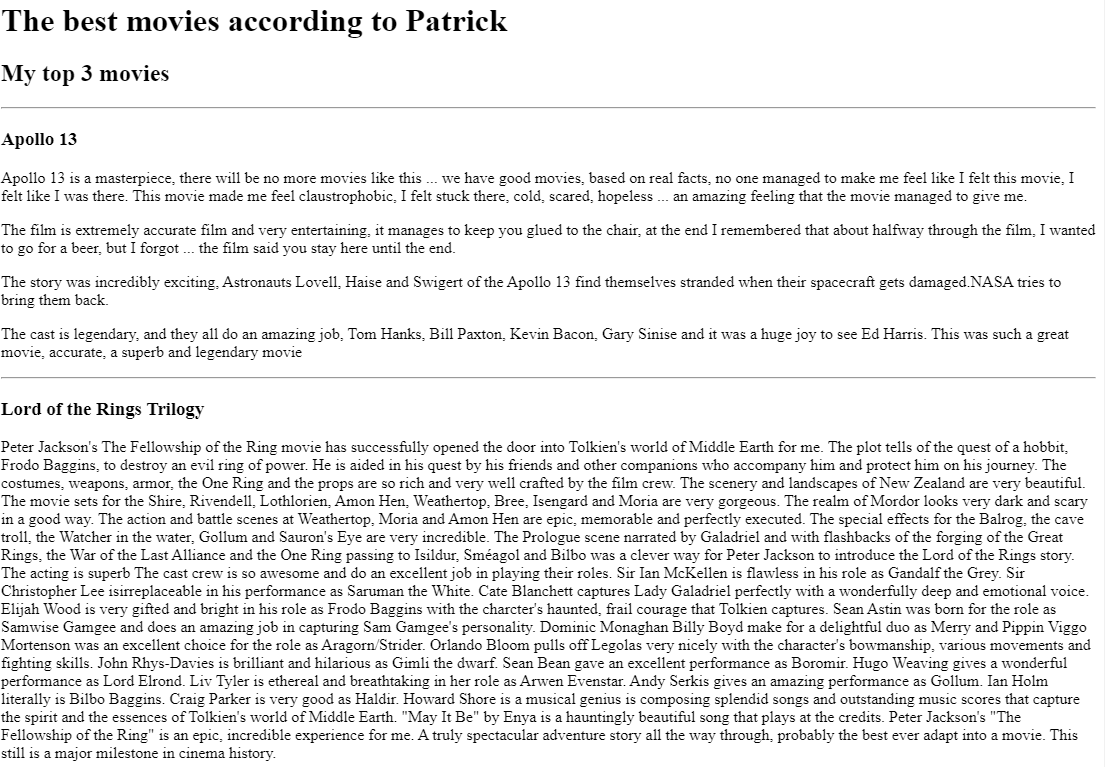 The best movies according to Patrick
My top 3 movies
Apollo 13
Apollo 13 is a masterpiece, there will be no more movies like this ... we have good movies, based on real facts, no one managed to make me feel like I felt this movie, I
felt like I was there. This movie made me feel claustrophobic, I felt stuck there, cold, scared, hopeless ... an amazing feeling that the movie managed to give me.
The film is extremely accurate film and very entertaining, it manages to keep you glued to the chair, at the end I remembered that about halfway through the film, I wanted
to go for a beer, but I forgot ... the film said you stay here until the end.
The story was incredibly exciting, Astronauts Lovell, Haise and Swigert of the Apollo 13 find themselves stranded when their spacecraft gets damaged.NASA tries to
bring them back.
The cast is legendary, and they all do an amazing job, Tom Hanks, Bill Paxton, Kevin Bacon, Gary Sinise and it was a huge joy to see Ed Harris. This was such a great
movie, accurate, a superb and legendary movie
Lord of the Rings Trilogy
Peter Jackson's The Fellowship of the Ring movie has successfully opened the door into Tolkien's world of Middle Earth for me. The plot tells of the quest of a hobbit,
Frodo Baggins, to destroy an evil ring of power. He is aided in his quest by his friends and other companions who accompany him and protect him on his journey. The
costumes, weapons, armor, the One Ring and the props are so rich and very well crafted by the film crew. The scenery and landscapes of New Zealand are very beautiful.
The movie sets for the Shire, Rivendell, Lothlorien, Amon Hen, Weathertop, Bree, Isengard and Moria are very gorgeous. The realm of Mordor looks very dark and scary
in a good way. The action and battle scenes at Weathertop, Moria and Amon Hen are epic, memorable and perfectly executed. The special effects for the Balrog, the cave
troll, the Watcher in the water, Gollum and Sauron's Eye are very incredible. The Prologue scene narrated by Galadriel and with flashbacks of the forging of the Great
Rings, the War of the Last Alliance and the One Ring passing to Isildur, Sméagol and Bilbo was a clever way for Peter Jackson to introduce the Lord of the Rings story.
The acting is superb The cast crew is so awesome and do an excellent job in playing their roles. Sir Ian McKellen is flawless in his role as Gandalf the Grey. Sir
Christopher Lee isirreplaceable in his performance as Saruman the White. Cate Blanchett captures Lady Galadriel perfectly with a wonderfully deep and emotional voice.
Elijah Wood is very gifted and bright in his role as Frodo Baggins with the charcter's haunted, frail courage that Tolkien captures. Sean Astin was born for the role as
Samwise Gamgee and does an amazing job in capturing Sam Gamgee's personality. Dominic Monaghan Billy Boyd make for a delightful duo as Merry and Pippin Viggo
Mortenson was an excellent choice for the role as Aragorn/Strider. Orlando Bloom pulls off Legolas very nicely with the character's bowmanship, various movements and
fighting skills. John Rhys-Davies is brilliant and hilarious as Gimli the dwarf. Sean Bean gave an excellent performance as Boromir. Hugo Weaving gives a wonderful
performance as Lord Elrond. Liv Tyler is ethereal and breathtaking in her role as Arwen Evenstar. Andy Serkis gives an amazing performance as Gollum. Ian Holm
literally is Bilbo Baggins. Craig Parker is very good as Haldir. Howard Shore is a musical genius is composing splendid songs and outstanding music scores that capture
the spirit and the essences of Tolkien's world of Middle Earth. "May It Be" by Enya is a hauntingly beautiful song that plays at the credits. Peter Jackson's "The
Fellowship of the Ring" is an epic, incredible experience for me. A truly spectacular adventure story all the way through, probably the best ever adapt into a movie. This
still is a major milestone in cinema history.